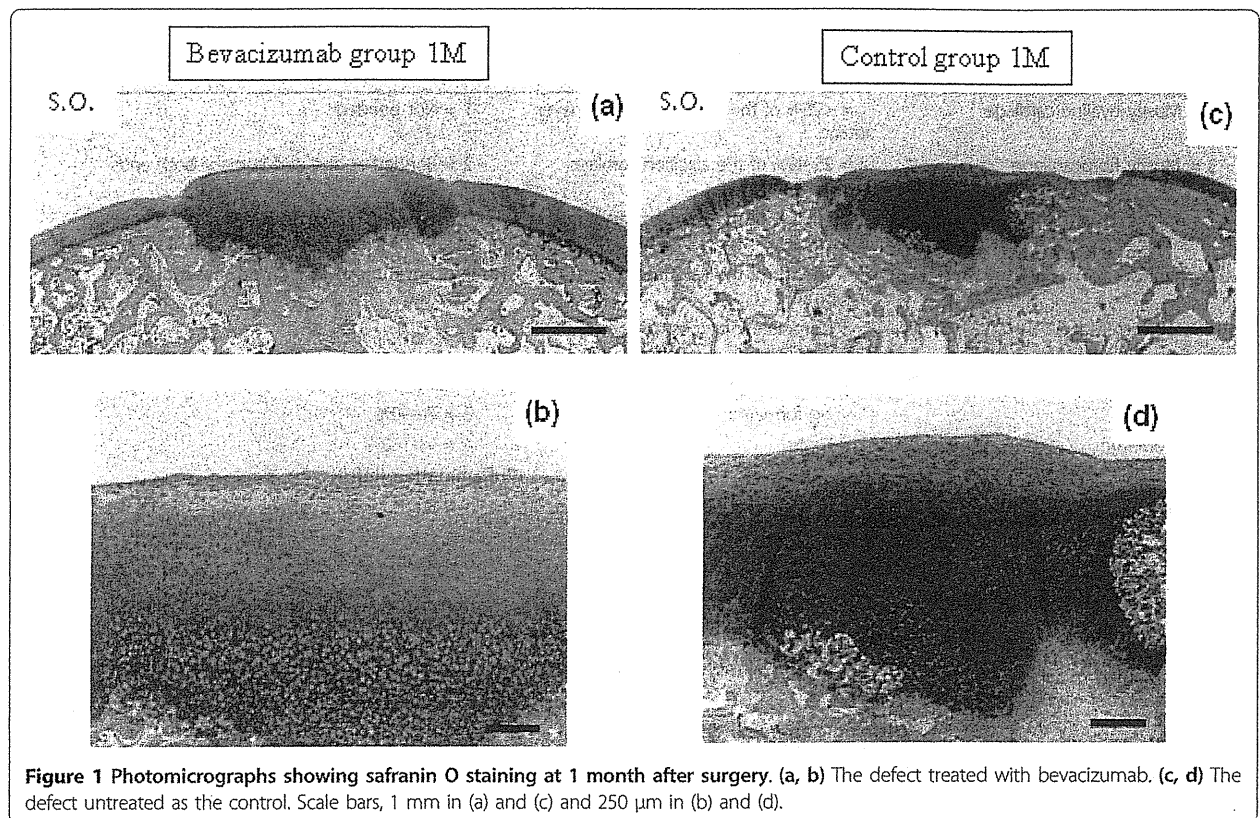 Bevacizumab group 1M
Control group 1M
S.O.
(a)
S.O.
(c)
(b)
(d)
Figure 1 Photomicrographs showing safranin O staining at 1 month after surgery. (a, b) The defect treated with bevacizumab. (c, d) The
defect untreated as the control. Scale bars, 1 mm in (a) and (c) and 250 μm in (b) and (d).